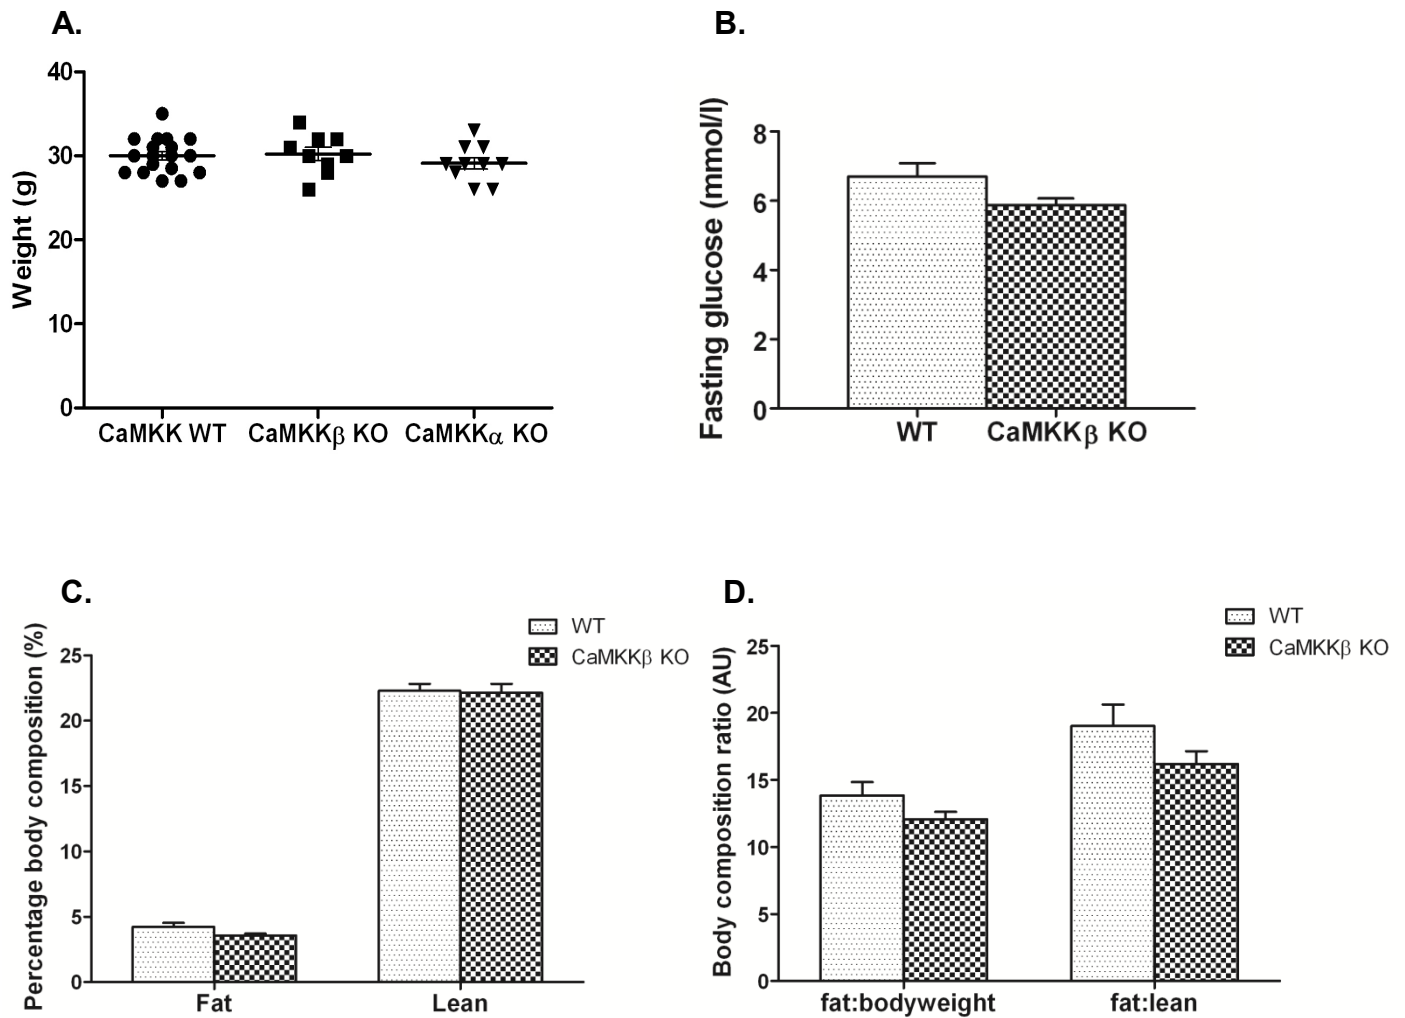 A.
Weight (g)
40
30
20
10
0
CaMKK WT CaMKKβ KO CaMKKα KO
B.
Fasting glucose (mmol/l)
8
6
4
2
0
WT CaMKKβ KO
C.
WT
CaMKKβ KO
Percentage body composition (%)
25
20
15
10
5
0
Fat Lean
D.
WT
CaMKKβ KO
Body composition ratio (AU)
25
20
15
10
5
0
fat:bodyweight fat:lean